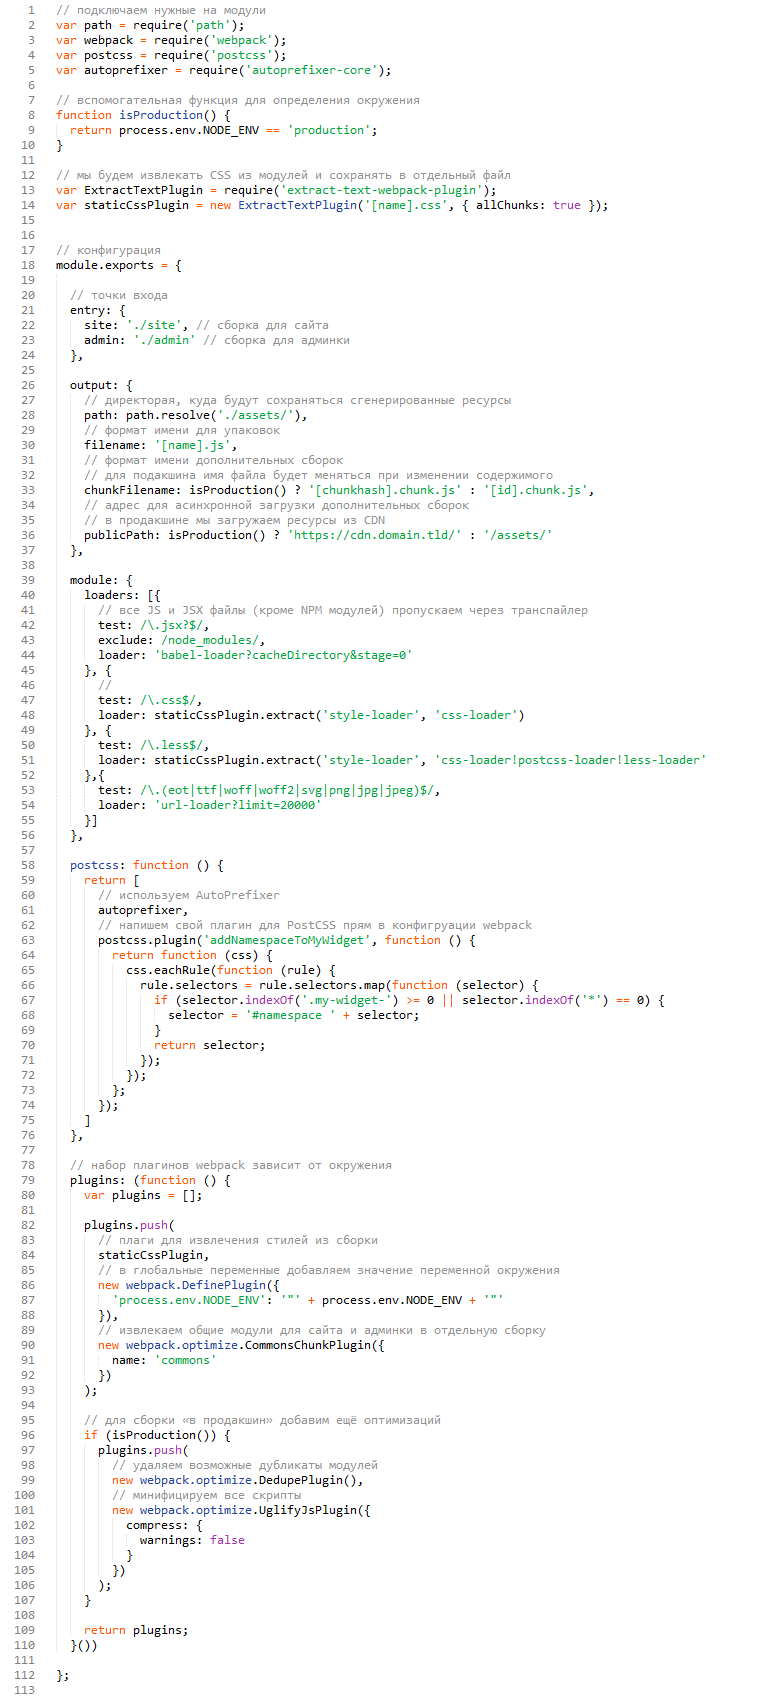 1 // подключаем нужные на модули
2 var path = require('path');
3 var webpack = require('webpack');
4 var postcss = require('postcss');
5 var autoprefixer = require('autoprefixer-core');
6
7 // вспомогательная функция для определения окружения
8 function isProduction() {
9 return process.env.NODE_ENV == 'production';
10 }
11
12 // мы будем извлекать CSS из модулей и сохранять в отдельный файл
13 var ExtractTextPlugin = require('extract-text-webpack-plugin');
14 var staticCssPlugin = new ExtractTextPlugin('[name].css', { allChunks: true });
15
16
17 // конфигурация
18 module.exports = {
19
20 // точки входа
21 entry: {
22 site: './site', // сборка для сайта
23 admin: './admin' // сборка для админки
24 },
25
26 output: {
27 // директорая, куда будут сохраняться сгенерированные ресурсы
28 path: path.resolve('./assets/'),
29 // формат имени для упаковок
30 filename: '[name].js',
31 // формат имени дополнительных сборок
32 // для подакшина имя файла будет меняться при изменении содержимого
33 chunkFilename: isProduction() ? '[chunkhash].chunk.js' : '[id].chunk.js',
34 // адрес для асинхронной загрузки дополнительных сборок
35 // в продакшине мы загружаем ресурсы из CDN
36 publicPath: isProduction() ? 'https://cdn.domain.tld/' : '/assets/'
37 },
38
39 module: {
40 loaders: [{
41 // все JS и JSX файлы (кроме NPM модулей) пропускаем через транспайлер
42 test: /\.jsx?$/,
43 exclude: /node_modules/,
44 loader: 'babel-loader?cacheDirectory&stage=0'
45 }, {
46 //
47 test: /\.css$/,
48 loader: staticCssPlugin.extract('style-loader', 'css-loader')
49 }, {
50 test: /\.less$/,
51 loader: staticCssPlugin.extract('style-loader', 'css-loader!postcss-loader!less-loader'
52 },{
53 test: /\.(eot|ttf|woff|woff2|svg|png|jpg|jpeg)$/,
54 loader: 'url-loader?limit=20000'
55 }]
56 },
57
58 postcss: function () {
59 return [
60 // используем AutoPrefixer
61 autoprefixer,
62 // напишем свой плагин для PostCSS прям в конфигруации webpack
63 postcss.plugin('addNamespaceToMyWidget', function () {
64 return function (css) {
65 css.eachRule(function (rule) {
66 rule.selectors = rule.selectors.map(function (selector) {
67 if (selector.indexOf('.my-widget-') >= 0 || selector.indexOf('*') == 0) {
68 selector = '#namespace ' + selector;
69 }
70 return selector;
71 });
72 });
73 };
74 });
75 ]
76 },
77
78 // набор плагинов webpack зависит от окружения
79 plugins: (function () {
80 var plugins = [];
81
82 plugins.push(
83 // плаги для извлечения стилей из сборки
84 staticCssPlugin,
85 // в глобальные переменные добавляем значение переменной окружения
86 new webpack.DefinePlugin({
87 'process.env.NODE_ENV': '"' + process.env.NODE_ENV + '"'
88 }),
89 // извлекаем общие модули для сайта и админки в отдельную сборку
90 new webpack.optimize.CommonsChunkPlugin({
91 name: 'commons'
92 })
93 );
94
95 // для сборки «в продакшин» добавим ещё оптимизаций
96 if (isProduction()) {
97 plugins.push(
98 // удаляем возможные дубликаты модулей
99 new webpack.optimize.DedupePlugin(),
100 // минифицируем все скрипты
101 new webpack.optimize.UglifyJsPlugin({
102 compress: {
103 warnings: false
104 }
105 })
106 );
107 }
108
109 return plugins;
110 }())
111
112 };
113